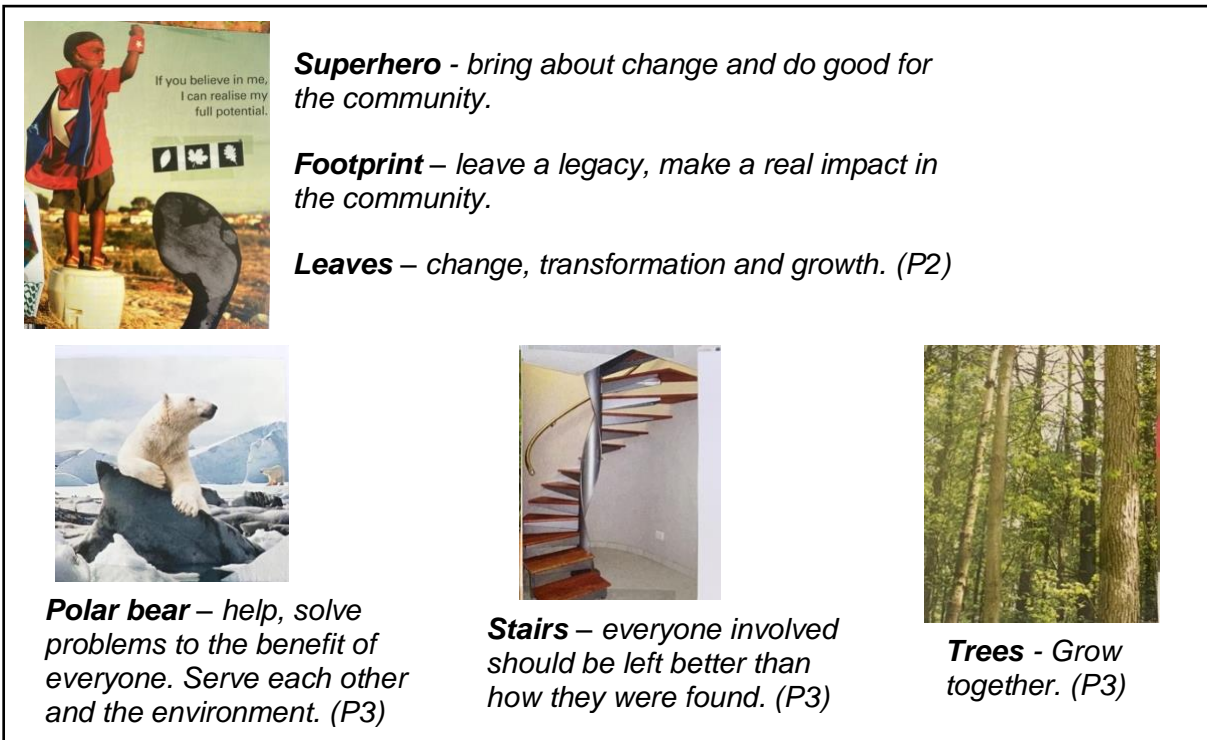 If you believe in me,
I can realise my
full potential.
Superhero - bring about change and do good for
the community.
Footprint – leave a legacy, make a real impact in
the community.
Leaves – change, transformation and growth. (P2)
Polar bear – help, solve
problems to the benefit of
everyone. Serve each other
and the environment. (P3)
Stairs – everyone involved
should be left better than
how they were found. (P3)
Trees - Grow
together. (P3)